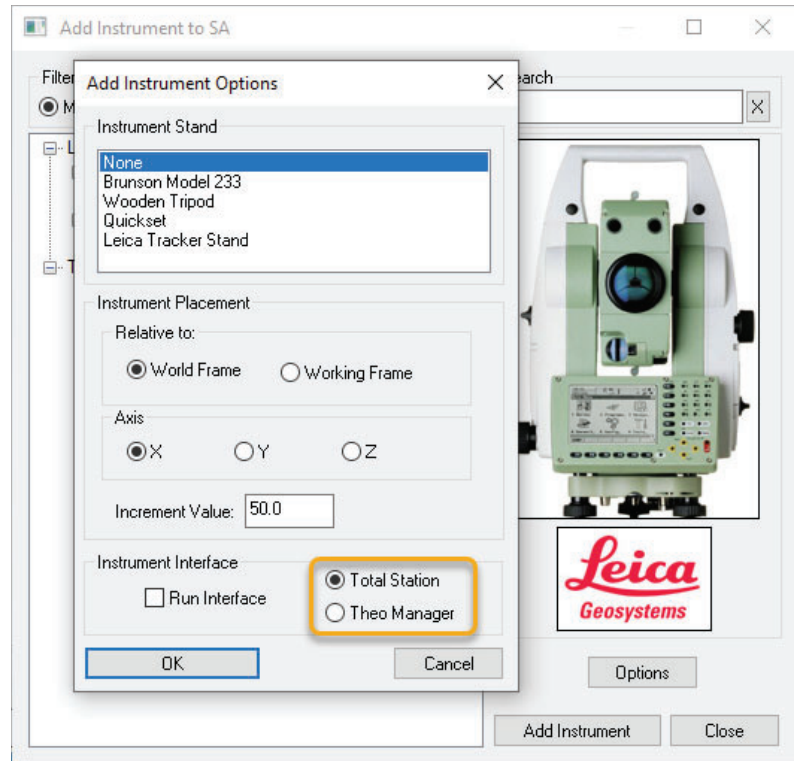 Add Instrument to SA
Filter
Search
M
X
L
T
Add Instrument Options
Instrument Stand
None
Brunson Model 233
Wooden Tripod
Quickset
Leica Tracker Stand
Instrument Placement
Relative to:
World Frame
Working Frame
Axis
X
Y
Z
Increment Value: 50.0
Instrument Interface
Run Interface
Total Station
Theo Manager
OK
Cancel
Leica
Geosystems
Options
Add Instrument
Close